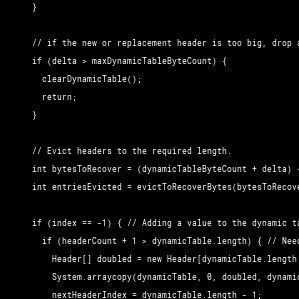 }
// if the new or replacement header is too big, drop a
if (delta > maxDynamicTableByteCount) {
clearDynamicTable();
return;
}
// Evict headers to the required length.
int bytesToRecover = (dynamicTableByteCount + delta) -
int entriesEvicted = evictToRecoverBytes(bytesToRecove
if (index == -1) { // Adding a value to the dynamic ta
if (headerCount + 1 > dynamicTable.length) { // Need
Header[] doubled = new Header[dynamicTable.length
System.arraycopy(dynamicTable, 0, doubled, dynamic
nextHeaderIndex = dynamicTable.length - 1;